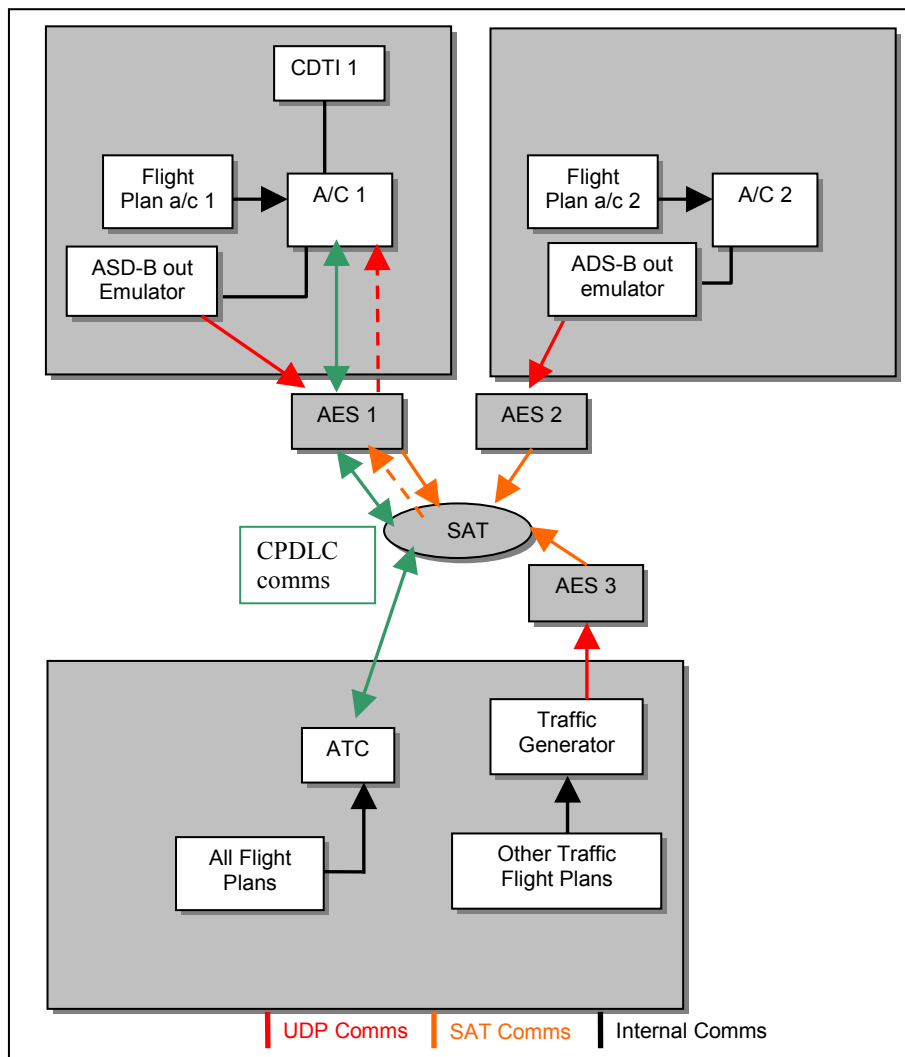 CDTI 1
Flight
Plan a/c 1
A/C 1
ASD-B out
Emulator
Flight
Plan a/c 2
A/C 2
ADS-B out
emulator
AES 1
AES 2
SAT
CPDLC
comms
AES 3
ATC
Traffic
Generator
All Flight
Plans
Other Traffic
Flight Plans
UDP Comms
SAT Comms
Internal Comms